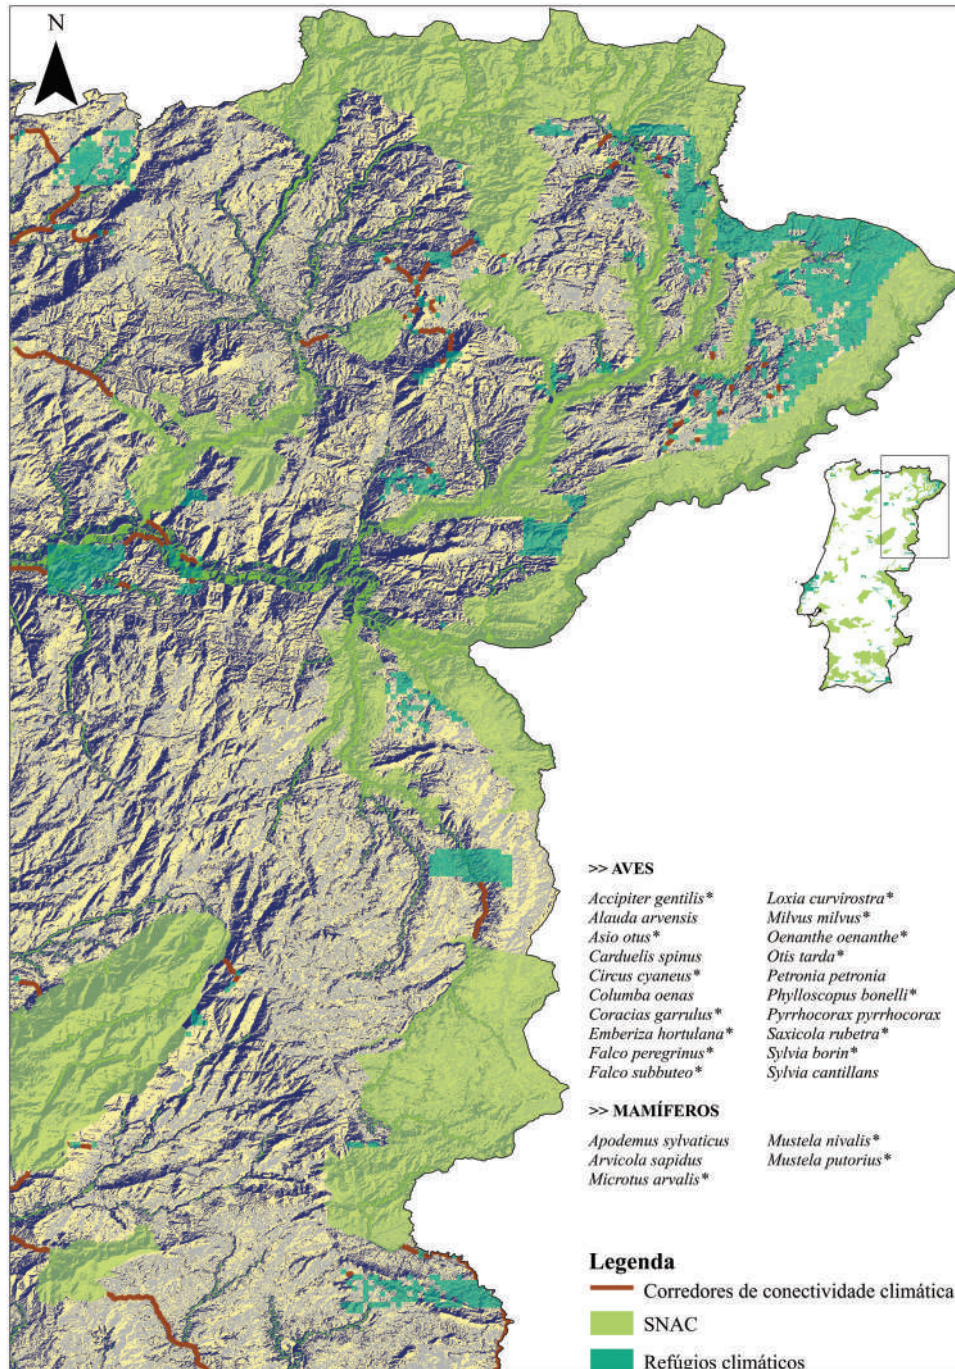 N
>> AVES
Accipiter gentilis*
Alauda arvensis
Asio otus*
Carduelis spinus
Circus cyaneus*
Columba oenas
Coracias garrulus*
Emberiza hortulana*
Falco peregrinus*
Falco subbuteo*
Loxia curvirostra*
Milvus milvus*
Oenanthe oenanthe*
Otis tarda*
Petronia petronia
Phylloscopus bonelli*
Pyrrhocorax pyrrhocorax
Saxicola rubetra*
Sylvia borin*
Sylvia cantillans
>> MAMÍFEROS
Apodemus sylvaticus
Arvicola sapidus
Microtus arvalis*
Mustela nivalis*
Mustela putorius*
Legenda
Corredores de conectividade climática
SNAC
Refúgios climáticos